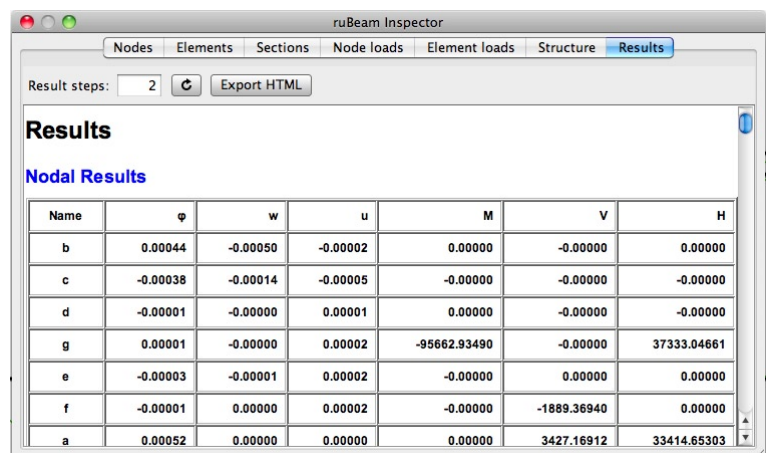 ruBeam Inspector
Nodes Elements Sections Node loads Element loads Structure Results
Result steps: 2 Export HTML
Results
Nodal Results
Name φ w u M V H
b 0.00044 -0.00050 -0.00002 0.00000 -0.00000 0.00000
c -0.00038 -0.00014 -0.00005 -0.00000 -0.00000 -0.00000
d -0.00001 -0.00000 0.00001 0.00000 -0.00000 -0.00000
g 0.00001 -0.00000 0.00002 -95662.93490 -0.00000 37333.04661
e -0.00003 -0.00001 0.00002 -0.00000 0.00000 0.00000
f -0.00001 0.00000 0.00002 -0.00000 -1889.36940 0.00000
a 0.00052 0.00000 0.00000 0.00000 3427.16912 33414.65303